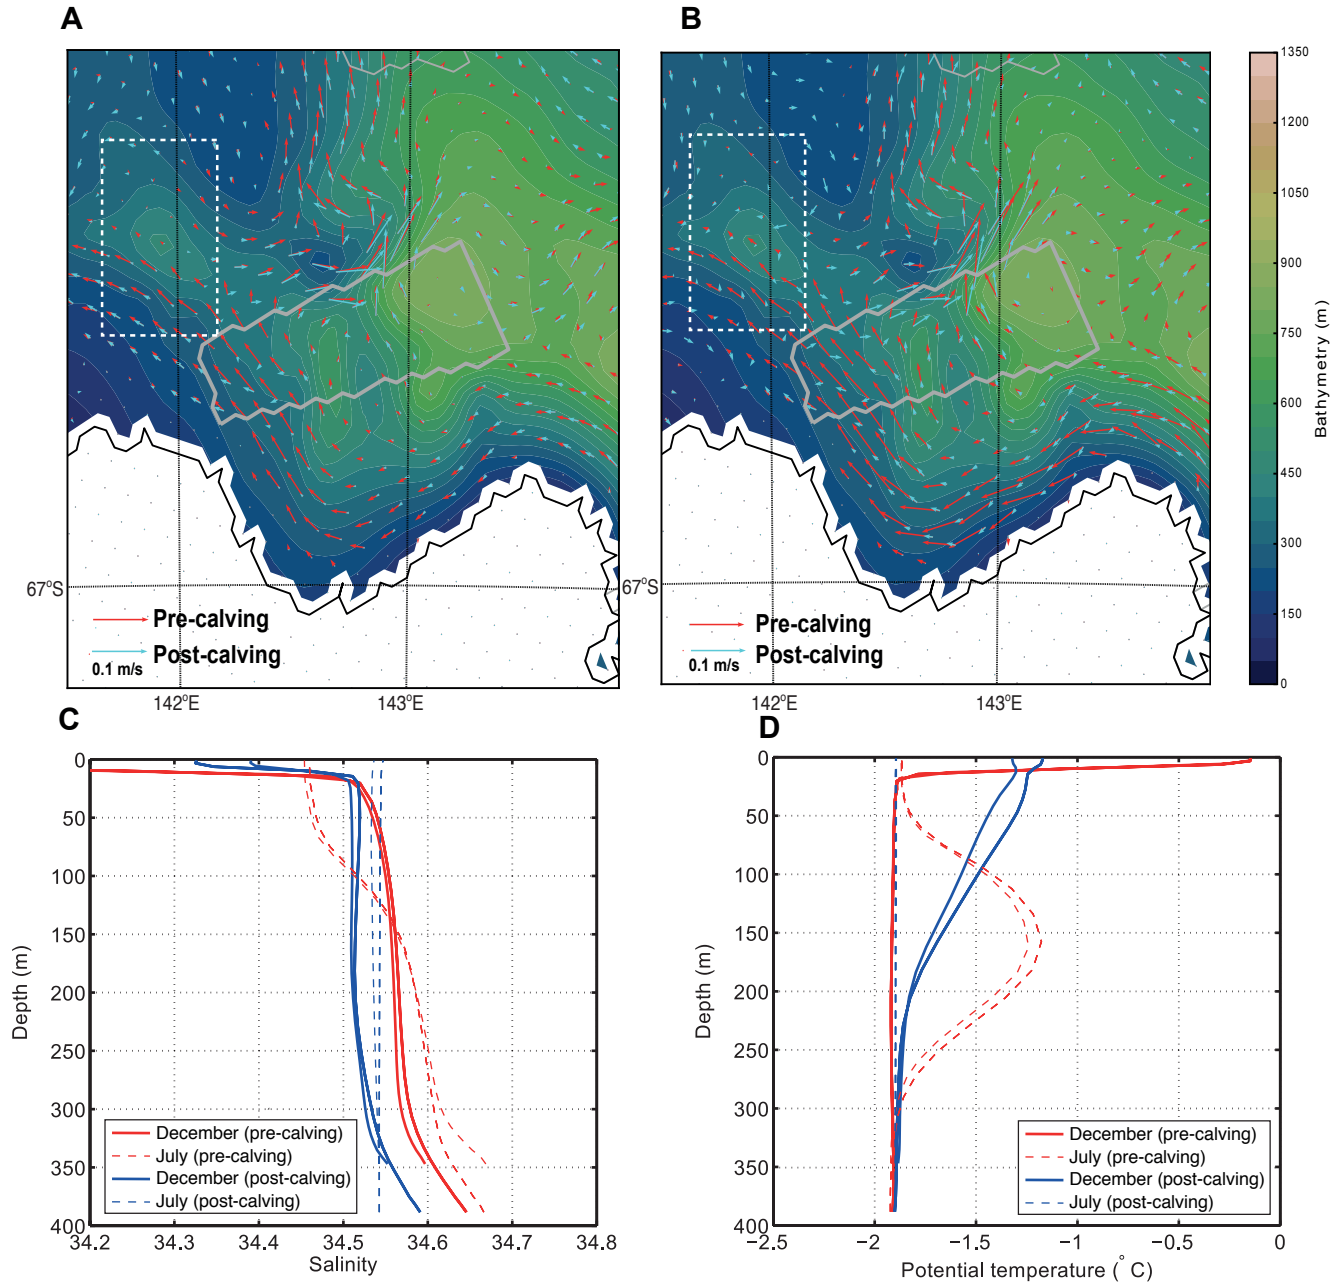 A
B
1350
1200
1050
900
750
600
450
300
150
0
Bathymetry (m)
67°S
67°S
Pre-calving
Post-calving
0.1 m/s
Pre-calving
Post-calving
0.1 m/s
142°E
143°E
142°E
143°E
C
D
0
50
100
150
200
250
300
350
400
Depth (m)
December (pre-calving)
July (pre-calving)
December (post-calving)
July (post-calving)
34.2
34.3
34.4
34.5
34.6
34.7
34.8
Salinity
0
50
100
150
200
250
300
350
400
Depth (m)
December (pre-calving)
July (pre-calving)
December (post-calving)
July (post-calving)
−2.5
−2
−1.5
−1
−0.5
0
Potential temperature (° C)